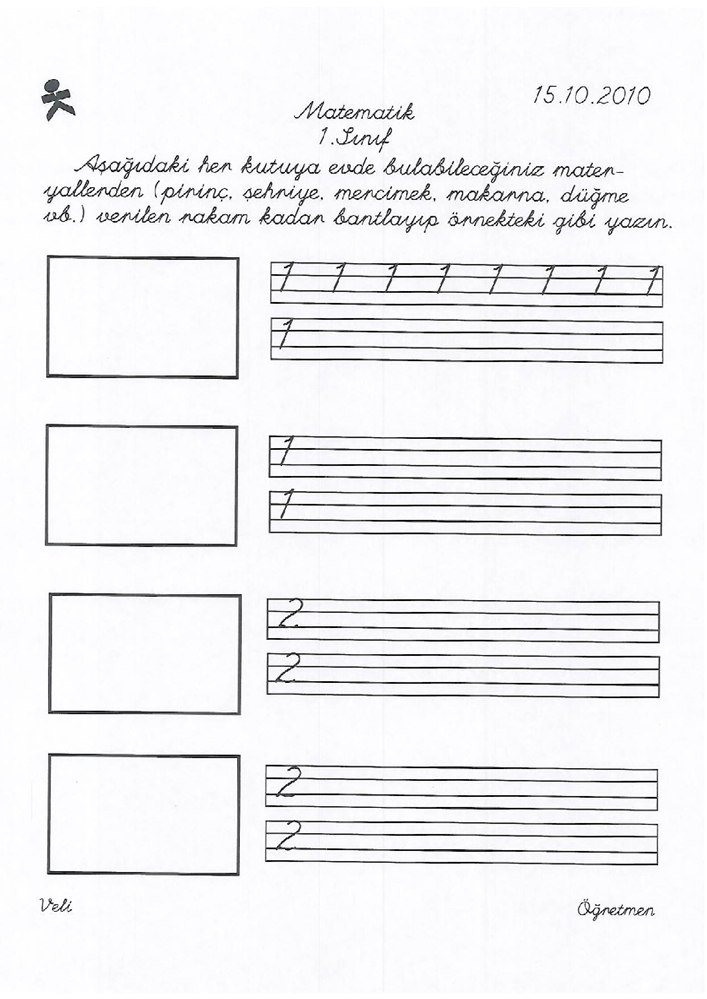 15.10.2010
Matematik
1.Sınıf
Aşağıdaki her kutuya evde bulabileceğiniz mater-
yallerden (pirinç, şehriye, mercimek, makarna, düğme
vb.) verilen rakam kadar bantlayıp örnekteki gibi yazın.
1 1 1 1 1 1 1 1
1
1
1
2
2
2
2
Veli Öğretmen